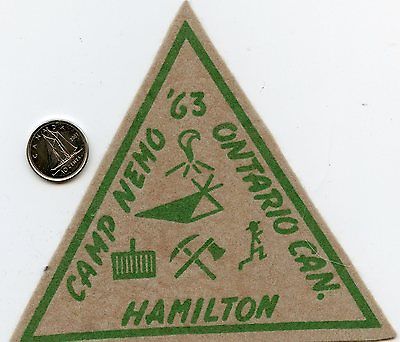 '63
CAMP NEMO
ONTARIO CAN.
HAMILTON
CANADA
10 CENTS